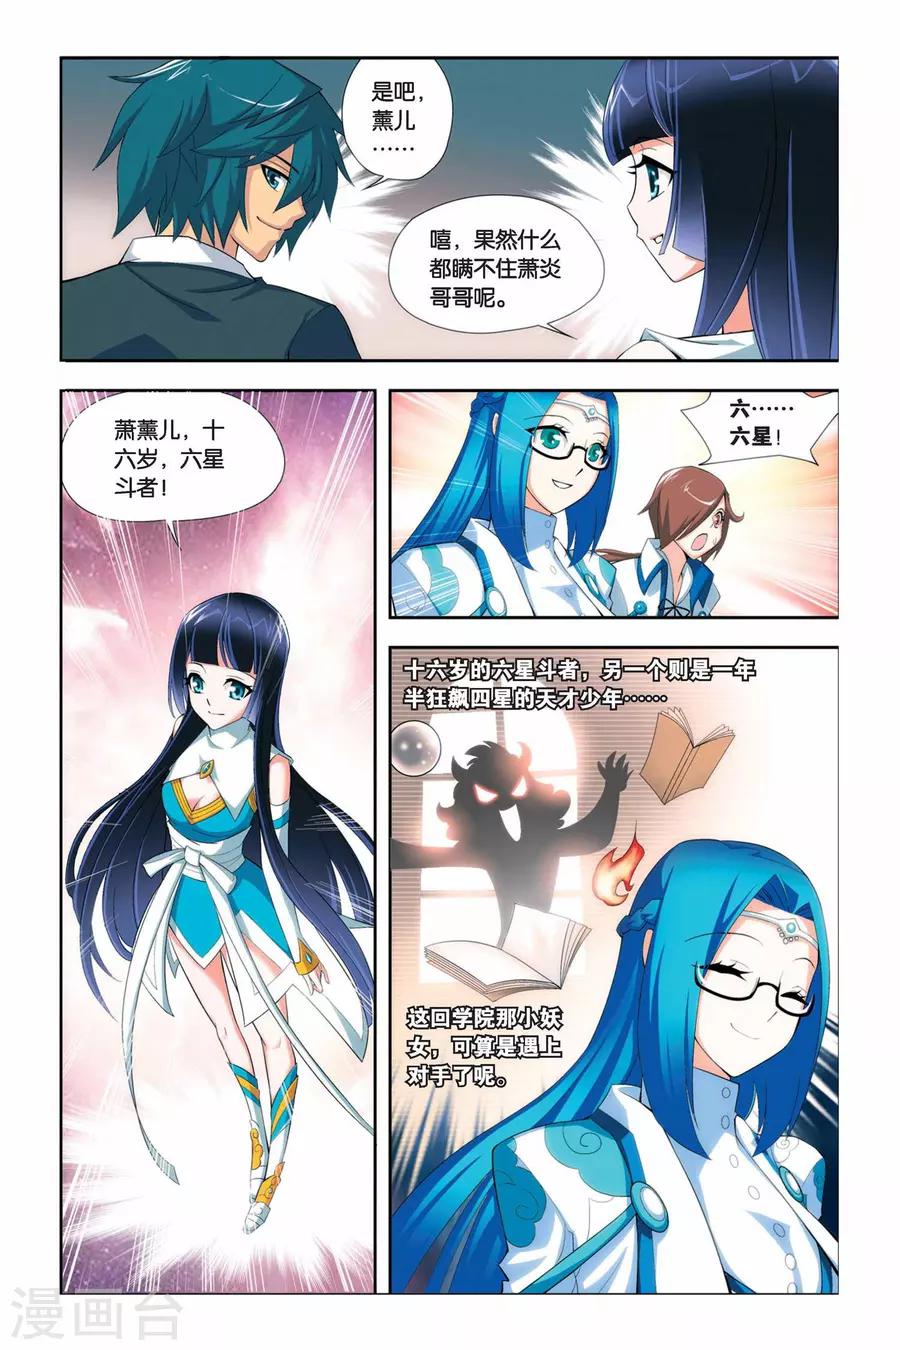 是吧，
薰儿
……
嘻，果然什么
都瞒不住萧炎
哥哥呢。
萧薰儿，十
六岁，六星
斗者！
六……
六星！
十六岁的六星斗者，另一个则是一年
半狂飙四星的天才少年……
这回学院那小妖
女，可算是遇上
对手了呢。
漫画台